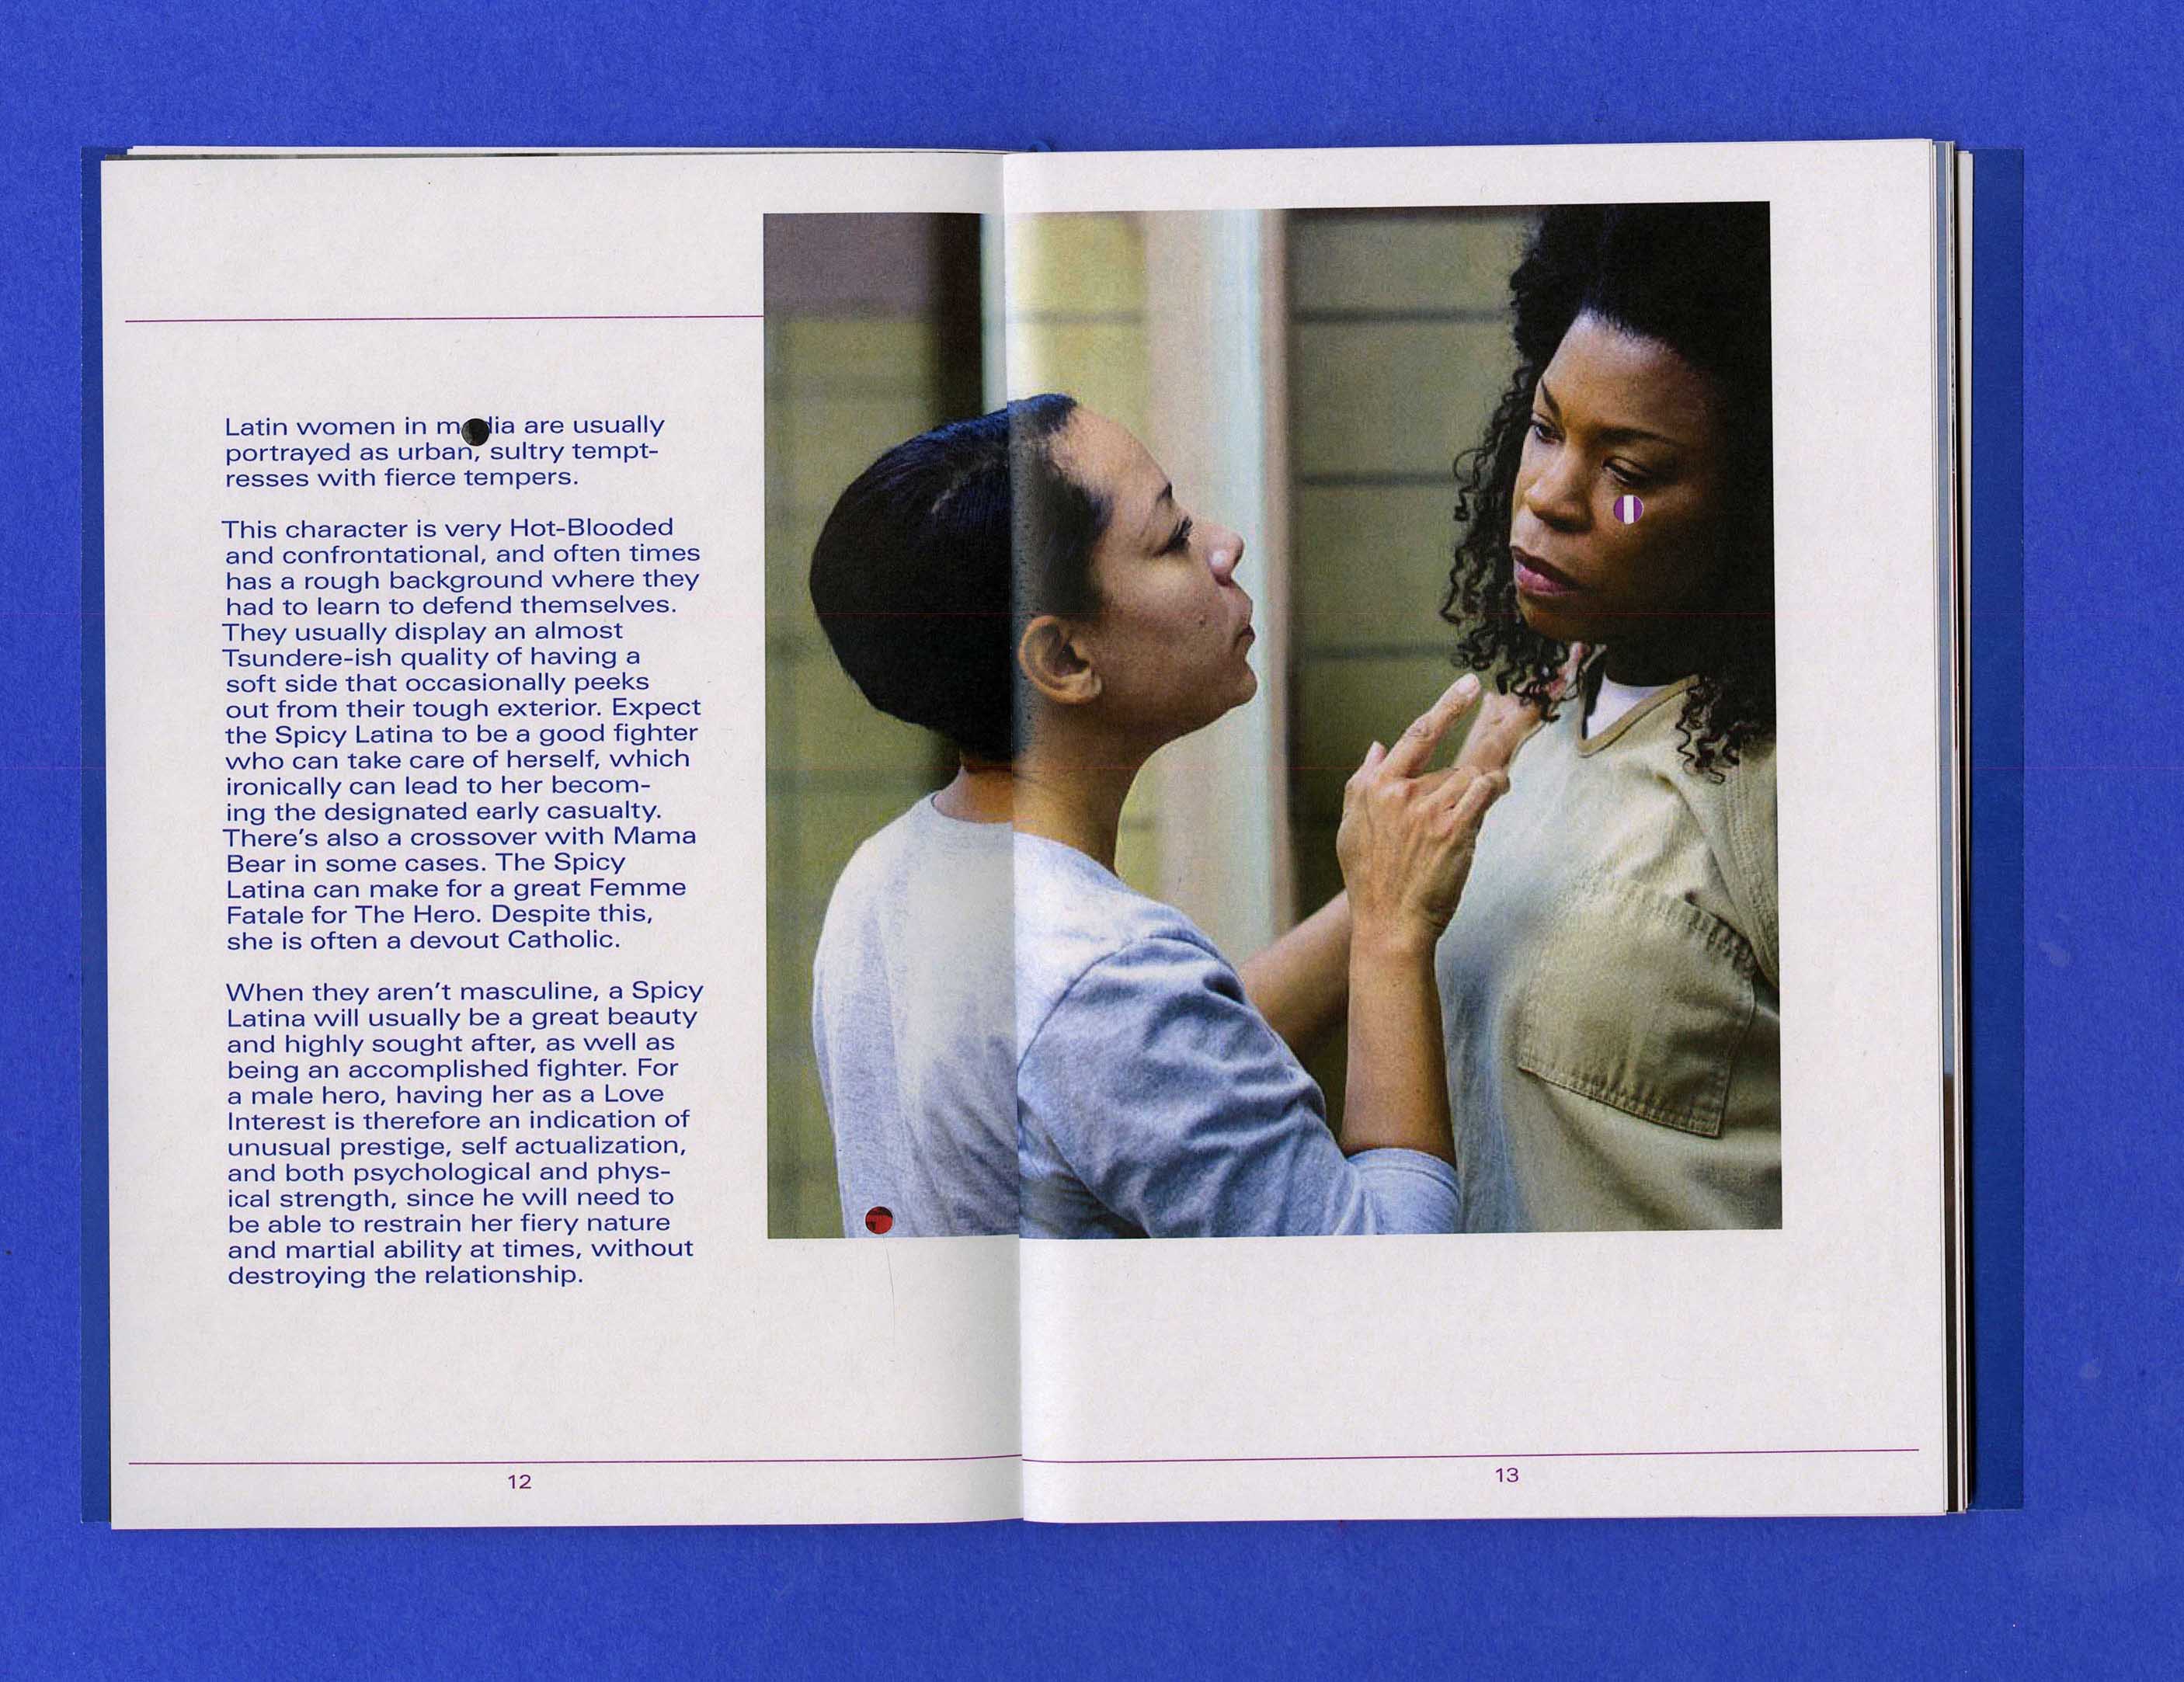 Latin women in media are usually
portrayed as urban, sultry tempt-
resses with fierce tempers.
This character is very Hot-Blooded
and confrontational, and often times
has a rough background where they
had to learn to defend themselves.
They usually display an almost
Tsundere-ish quality of having a
soft side that occasionally peeks
out from their tough exterior. Expect
the Spicy Latina to be a good fighter
who can take care of herself, which
ironically can lead to her becom-
ing the designated early casualty.
There's also a crossover with Mama
Bear in some cases. The Spicy
Latina can make for a great Femme
Fatale for The Hero. Despite this,
she is often a devout Catholic.
When they aren't masculine, a Spicy
Latina will usually be a great beauty
and highly sought after, as well as
being an accomplished fighter. For
a male hero, having her as a Love
Interest is therefore an indication of
unusual prestige, self actualization,
and both psychological and phys-
ical strength, since he will need to
be able to restrain her fiery nature
and martial ability at times, without
destroying the relationship.
12
13